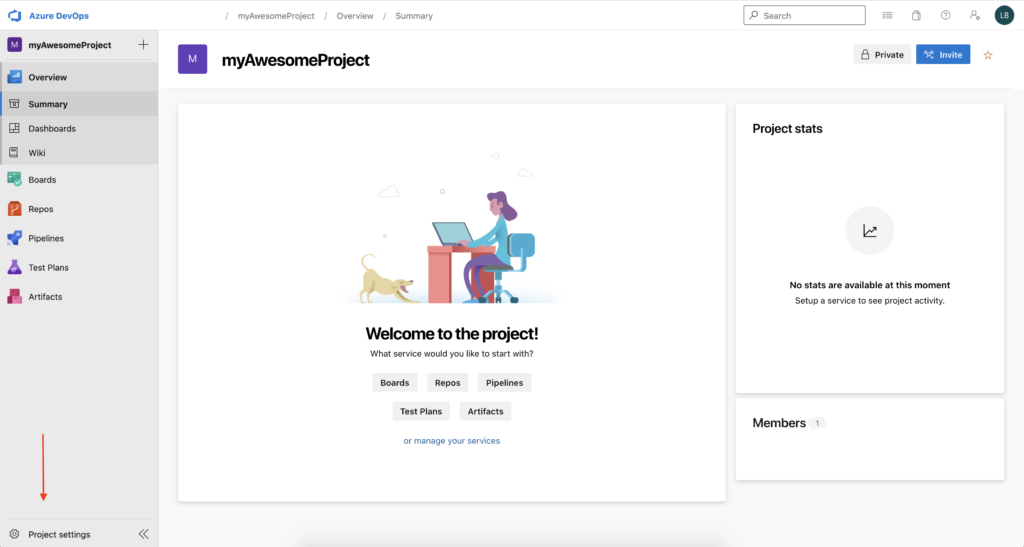 Azure DevOps
/ myAwesomeProject / Overview / Summary
Search
LB
M myAwesomeProject
Overview
Summary
Dashboards
Wiki
Boards
Repos
Pipelines
Test Plans
Artifacts
Project settings
M myAwesomeProject
Private
Invite
Welcome to the project!
What service would you like to start with?
Boards Repos Pipelines
Test Plans Artifacts
or manage your services
Project stats
No stats are available at this moment
Setup a service to see project activity.
Members 1